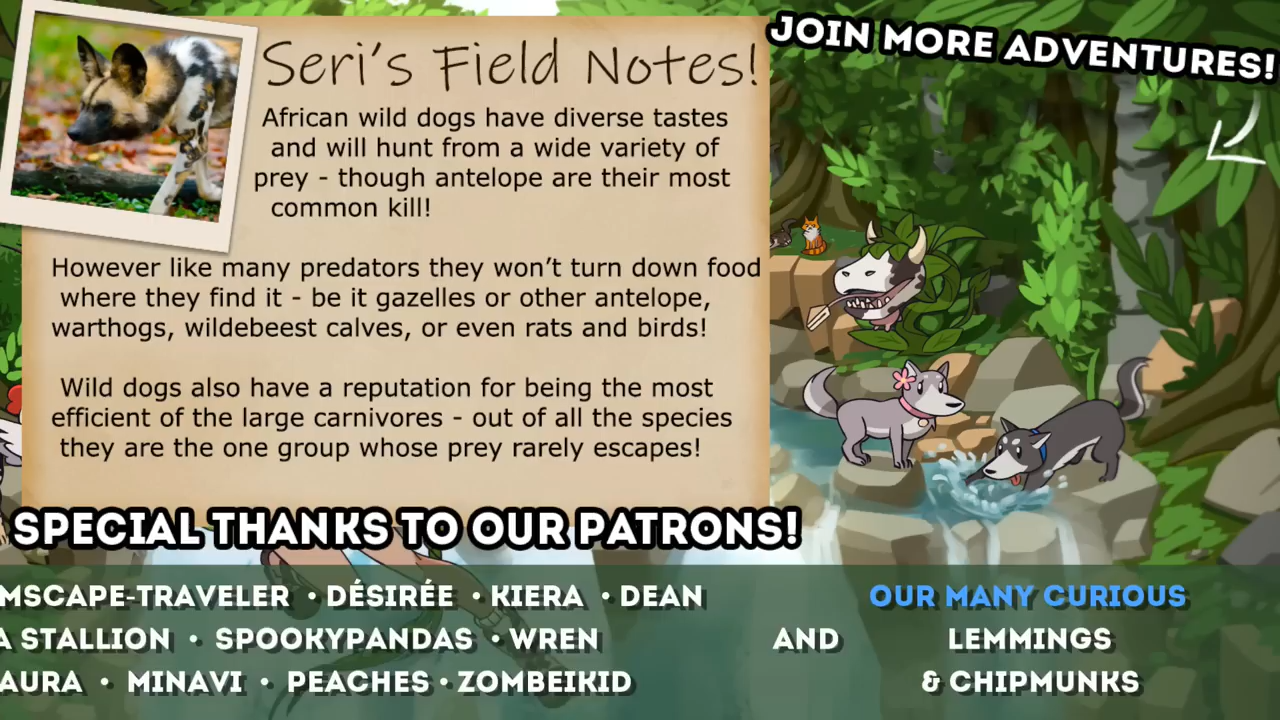 Seri's Field Notes!
JOIN MORE ADVENTURES!
African wild dogs have diverse tastes
and will hunt from a wide variety of
prey - though antelope are their most
common kill!
However like many predators they won't turn down food
where they find it - be it gazelles or other antelope,
warthogs, wildebeest calves, or even rats and birds!
Wild dogs also have a reputation for being the most
efficient of the large carnivores - out of all the species
they are the one group whose prey rarely escapes!
SPECIAL THANKS TO OUR PATRONS!
MSCAPE-TRAVELER • DÉSIRÉE • KIERA • DEAN
A STALLION • SPOOKYPANDAS • WREN
AURA • MINAVI • PEACHES • ZOMBEIKID
AND
OUR MANY CURIOUS
LEMMINGS
& CHIPMUNKS